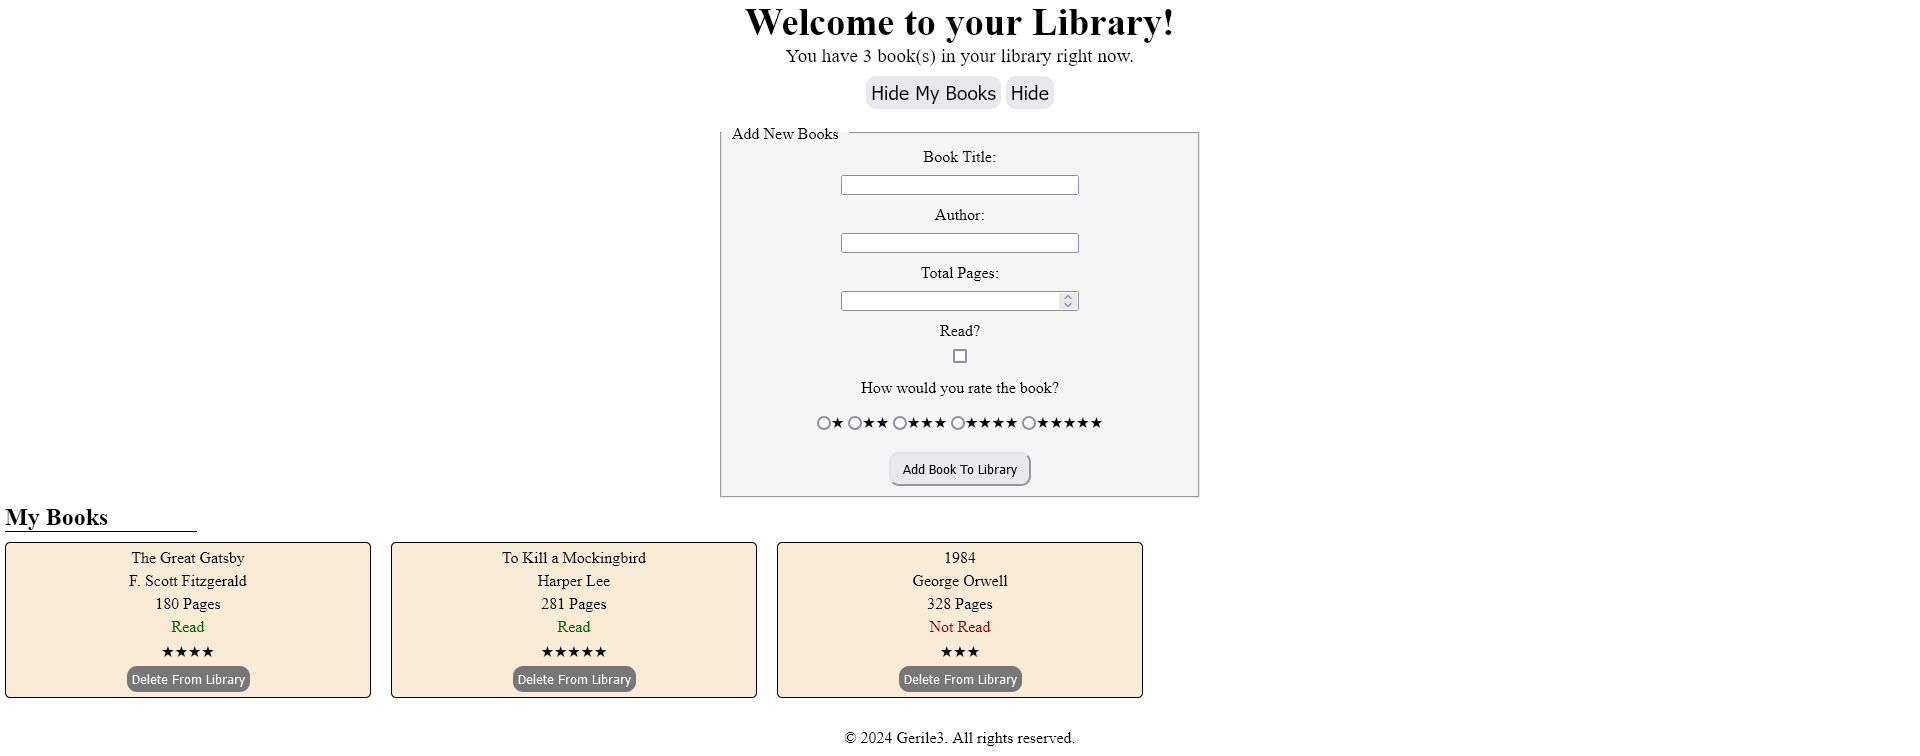 Welcome to your Library!
You have 3 book(s) in your library right now.
Hide My Books Hide
Add New Books
Book Title:
Author:
Total Pages:
Read?
How would you rate the book?
★ ★★ ★★★ ★★★★ ★★★★★
Add Book To Library
My Books
The Great Gatsby
F. Scott Fitzgerald
180 Pages
Read
★★★★
Delete From Library
To Kill a Mockingbird
Harper Lee
281 Pages
Read
★★★★★
Delete From Library
1984
George Orwell
328 Pages
Not Read
★★★
Delete From Library
© 2024 Gerile3. All rights reserved.